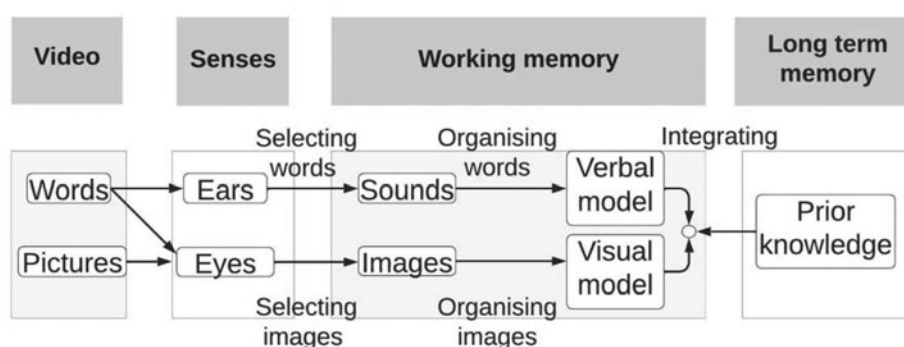 Video
Senses
Working memory
Long term
memory
Selecting
words
Organising
words
Integrating
Words
Ears
Sounds
Verbal
model
Prior
knowledge
Pictures
Eyes
Images
Visual
model
Selecting
images
Organising
images